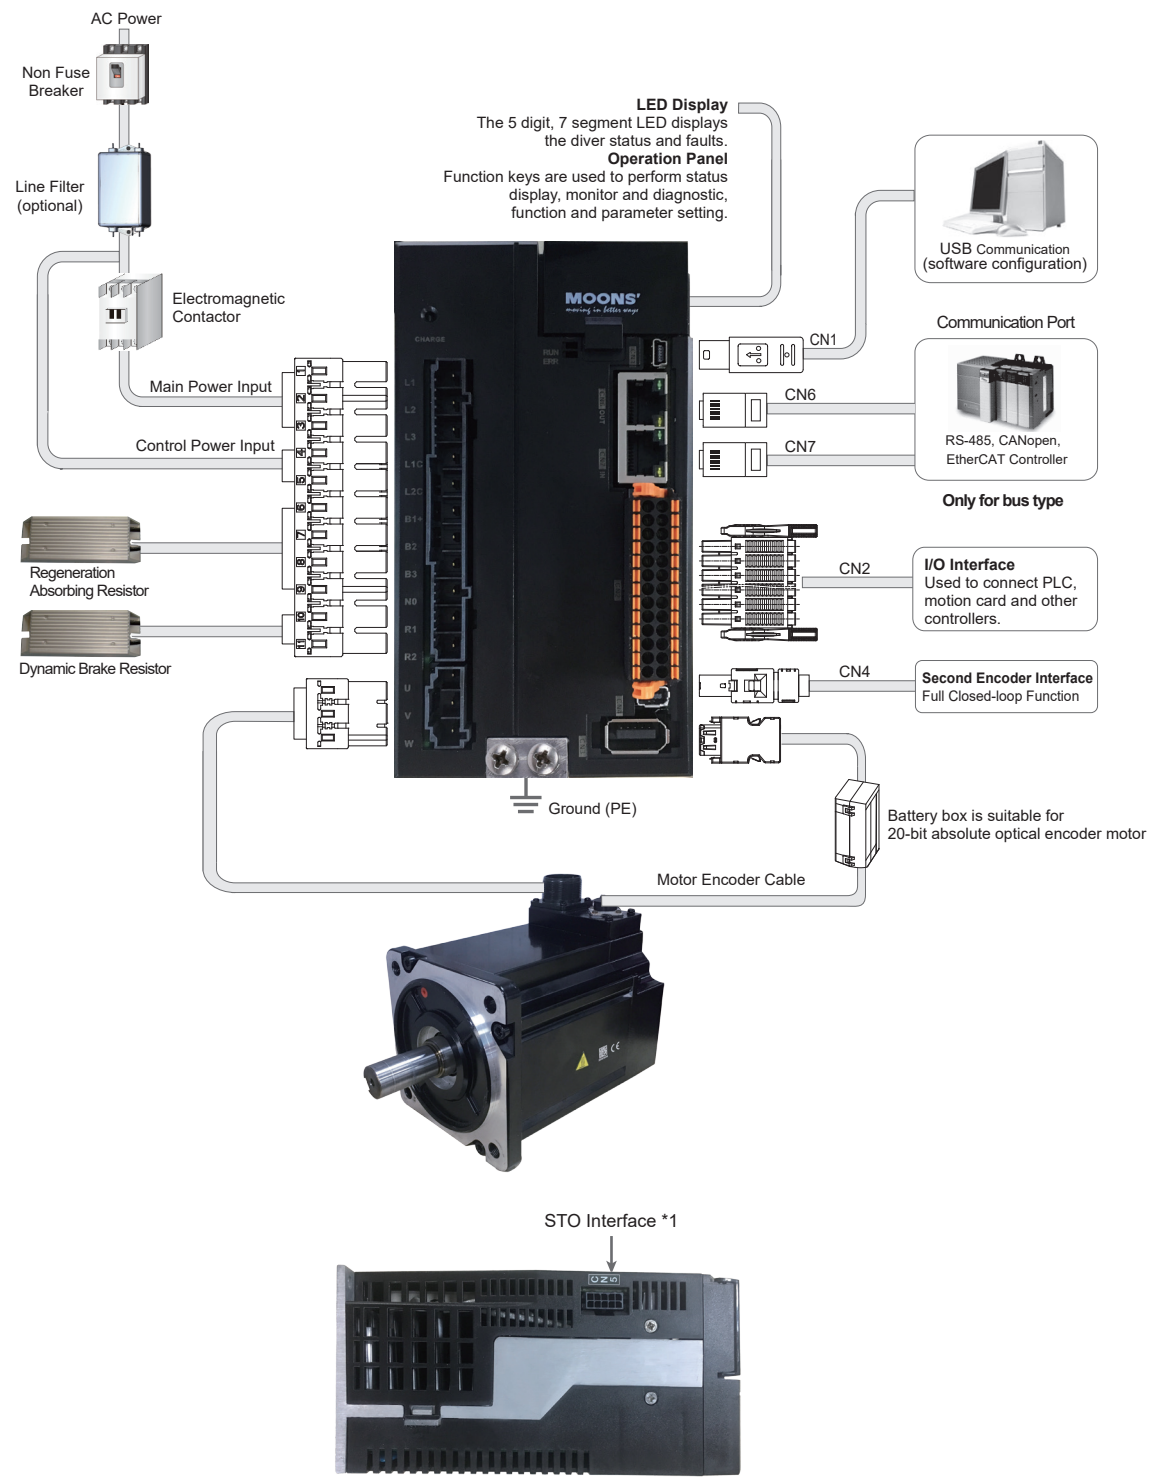 AC Power
Non Fuse
Breaker
Line Filter
(optional)
Electromagnetic
Contactor
Main Power Input
Control Power Input
Regeneration
Absorbing Resistor
Dynamic Brake Resistor
LED Display
The 5 digit, 7 segment LED displays
the diver status and faults.
Operation Panel
Function keys are used to perform status
display, monitor and diagnostic,
function and parameter setting.
MOONS'
moving in better ways
CHARGE
RUN
ERR
L1
L2
L3
L1C
L2C
B1+
B2
B3
N0
R1
R2
U
V
W
1
2
3
4
5
6
7
8
9
10
11
USB Communication
(software configuration)
CN1
Communication Port
CN6
CN7
RS-485, CANopen,
EtherCAT Controller
Only for bus type
CN2
I/O Interface
Used to connect PLC,
motion card and other
controllers.
CN4
Second Encoder Interface
Full Closed-loop Function
Ground (PE)
Battery box is suitable for
20-bit absolute optical encoder motor
Motor Encoder Cable
CE
STO Interface *1
CN5